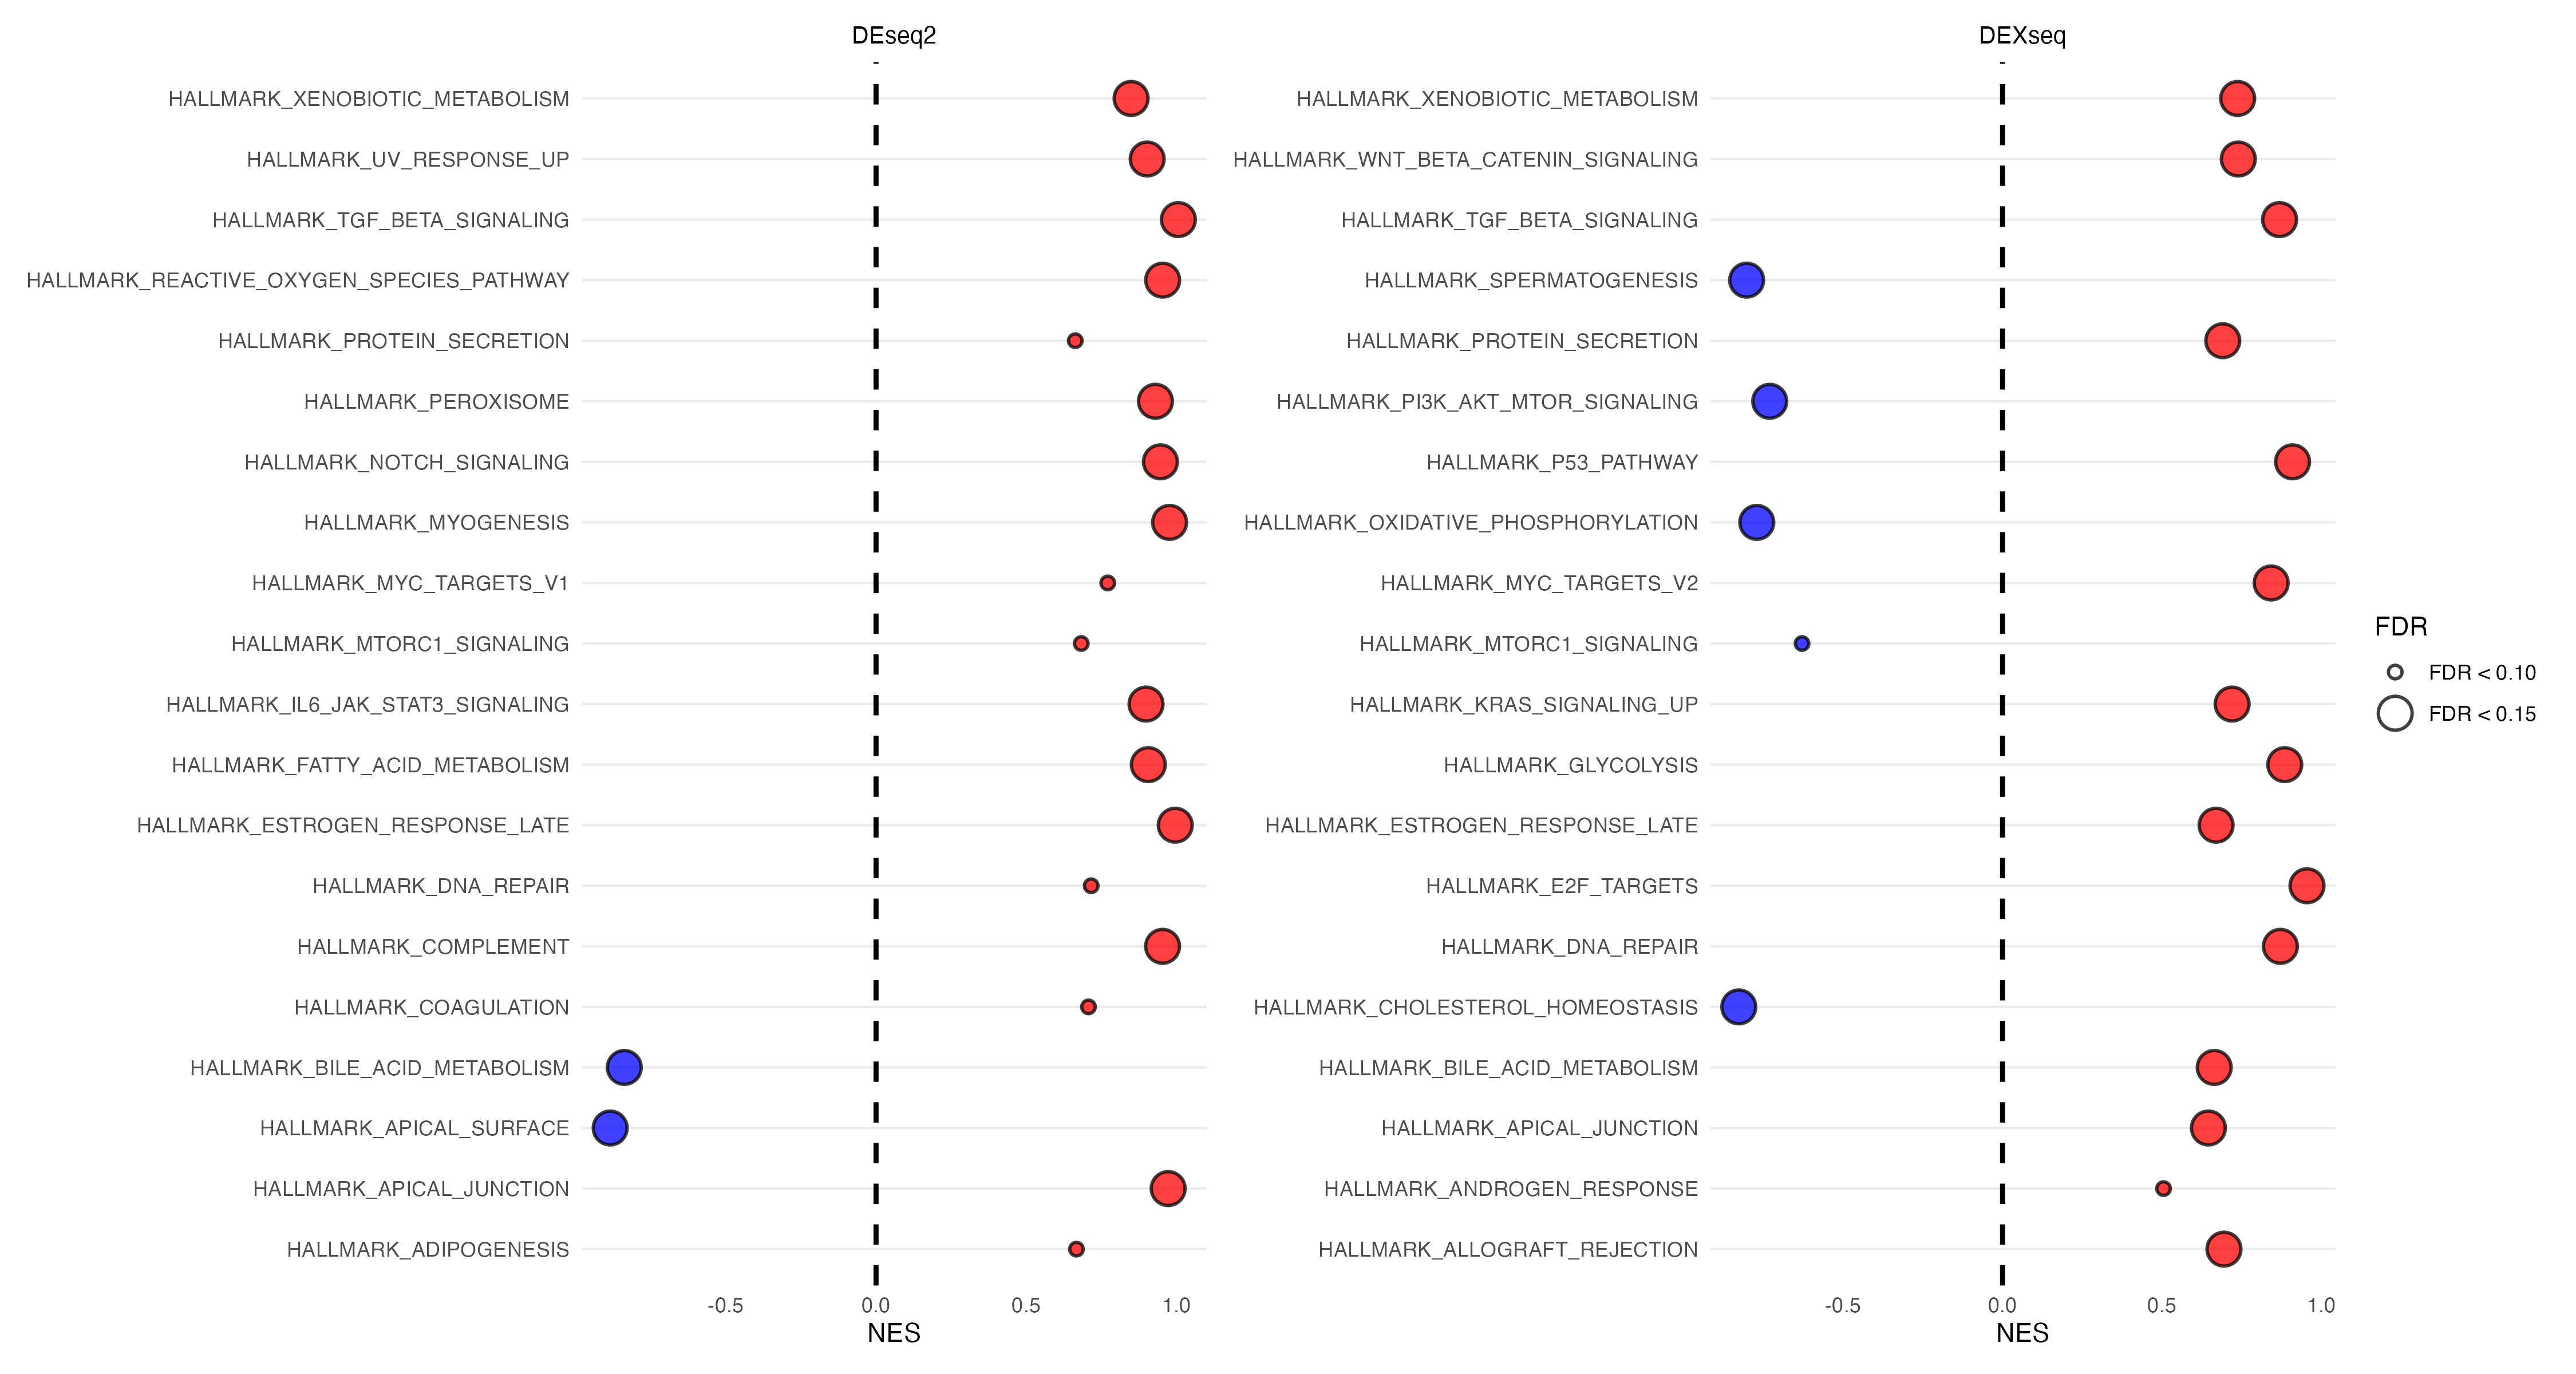 DEseq2
HALLMARK_XENOBIOTIC_METABOLISM
HALLMARK_UV_RESPONSE_UP
HALLMARK_TGF_BETA_SIGNALING
HALLMARK_REACTIVE_OXYGEN_SPECIES_PATHWAY
HALLMARK_PROTEIN_SECRETION
HALLMARK_PEROXISOME
HALLMARK_NOTCH_SIGNALING
HALLMARK_MYOGENESIS
HALLMARK_MYC_TARGETS_V1
HALLMARK_MTORC1_SIGNALING
HALLMARK_IL6_JAK_STAT3_SIGNALING
HALLMARK_FATTY_ACID_METABOLISM
HALLMARK_ESTROGEN_RESPONSE_LATE
HALLMARK_DNA_REPAIR
HALLMARK_COMPLEMENT
HALLMARK_COAGULATION
HALLMARK_BILE_ACID_METABOLISM
HALLMARK_APICAL_SURFACE
HALLMARK_APICAL_JUNCTION
HALLMARK_ADIPOGENESIS
-0.5 0.0 0.5 1.0
NES
DEXseq
HALLMARK_XENOBIOTIC_METABOLISM
HALLMARK_WNT_BETA_CATENIN_SIGNALING
HALLMARK_TGF_BETA_SIGNALING
HALLMARK_SPERMATOGENESIS
HALLMARK_PROTEIN_SECRETION
HALLMARK_PI3K_AKT_MTOR_SIGNALING
HALLMARK_P53_PATHWAY
HALLMARK_OXIDATIVE_PHOSPHORYLATION
HALLMARK_MYC_TARGETS_V2
HALLMARK_MTORC1_SIGNALING
HALLMARK_KRAS_SIGNALING_UP
HALLMARK_GLYCOLYSIS
HALLMARK_ESTROGEN_RESPONSE_LATE
HALLMARK_E2F_TARGETS
HALLMARK_DNA_REPAIR
HALLMARK_CHOLESTEROL_HOMEOSTASIS
HALLMARK_BILE_ACID_METABOLISM
HALLMARK_APICAL_JUNCTION
HALLMARK_ANDROGEN_RESPONSE
HALLMARK_ALLOGRAFT_REJECTION
-0.5 0.0 0.5 1.0
NES
FDR
FDR < 0.10
FDR < 0.15